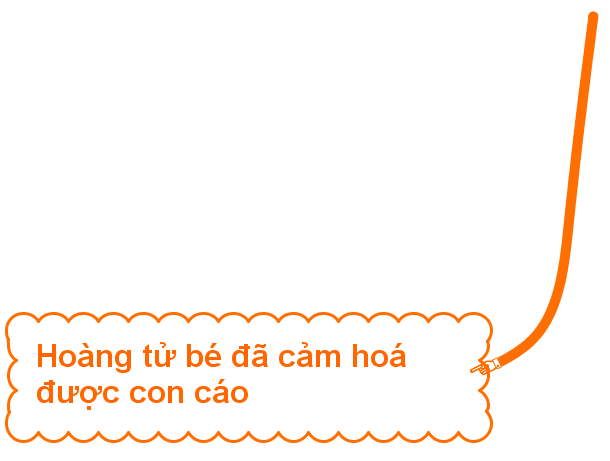 Hoàng tử bé đã cảm hoá
được con cáo